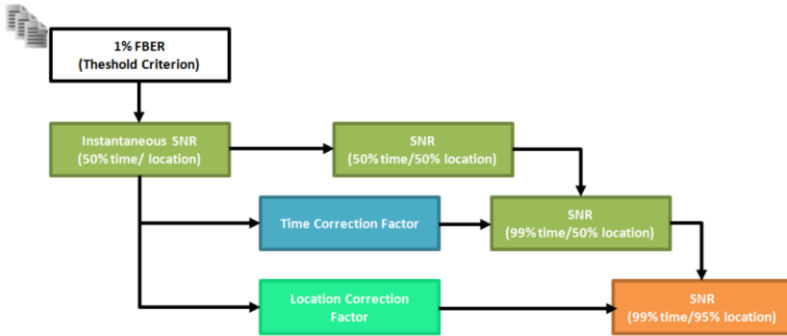 1% FBER
(Theshold Criterion)
Instantaneous SNR
(50% time/ location)
SNR
(50% time/50% location)
Time Correction Factor
SNR
(99% time/50% location)
Location Correction
Factor
SNR
(99% time/95% location)